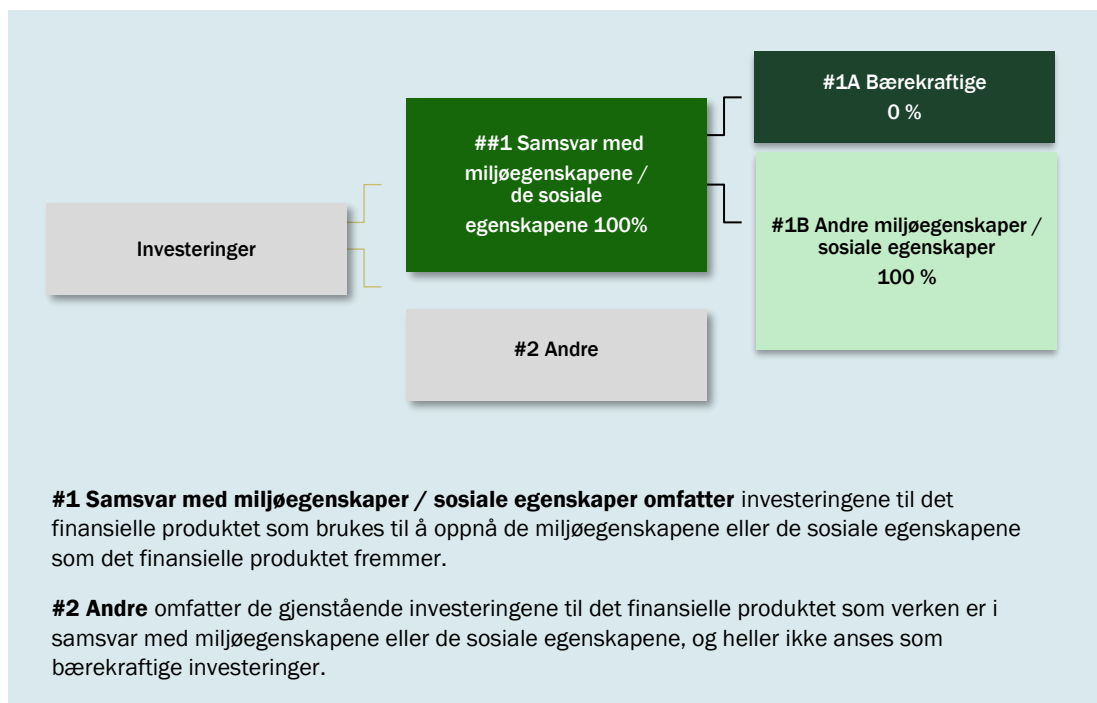 Investeringer
##1 Samsvar med
miljøegenskapene /
de sosiale
egenskapene 100%
#2 Andre
#1A Bærekraftige
0 %
#1B Andre miljøegenskaper /
sosiale egenskaper
100 %
#1 Samsvar med miljøegenskaper / sosiale egenskaper omfatter investeringene til det
finansielle produktet som brukes til å oppnå de miljøegenskapene eller de sosiale egenskapene
som det finansielle produktet fremmer.
#2 Andre omfatter de gjenstående investeringene til det finansielle produktet som verken er i
samsvar med miljøegenskapene eller de sosiale egenskapene, og heller ikke anses som
bærekraftige investeringer.